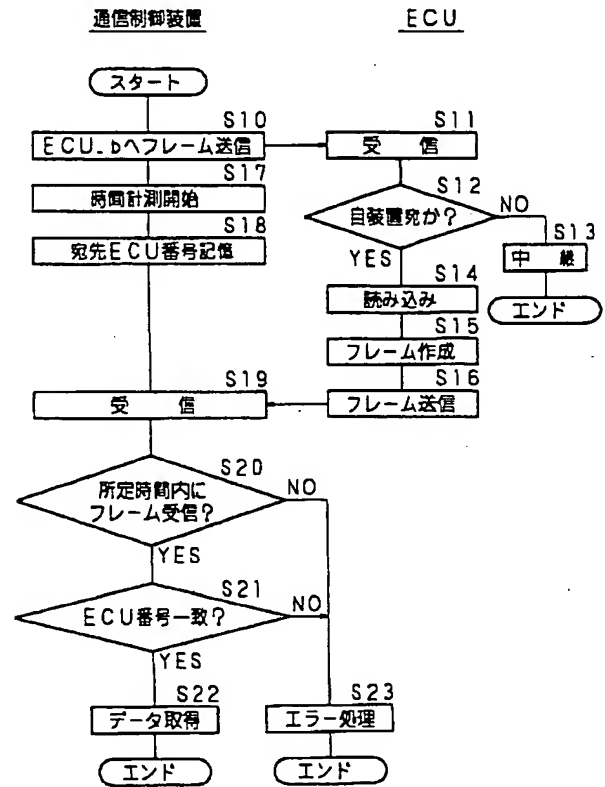 通信制御装置
ECU
スタート
S10
ECU_bへフレーム送信
S11
受 信
S17
時間計測開始
S12
自装置宛か?
NO
YES
S18
宛先ECU番号記憶
S13
中 継
エンド
S14
読み込み
S15
フレーム作成
S16
フレーム送信
S19
受 信
S20
所定時間内に
フレーム受信?
NO
YES
S21
ECU番号一致?
NO
YES
S22
データ取得
エンド
S23
エラー処理
エンド